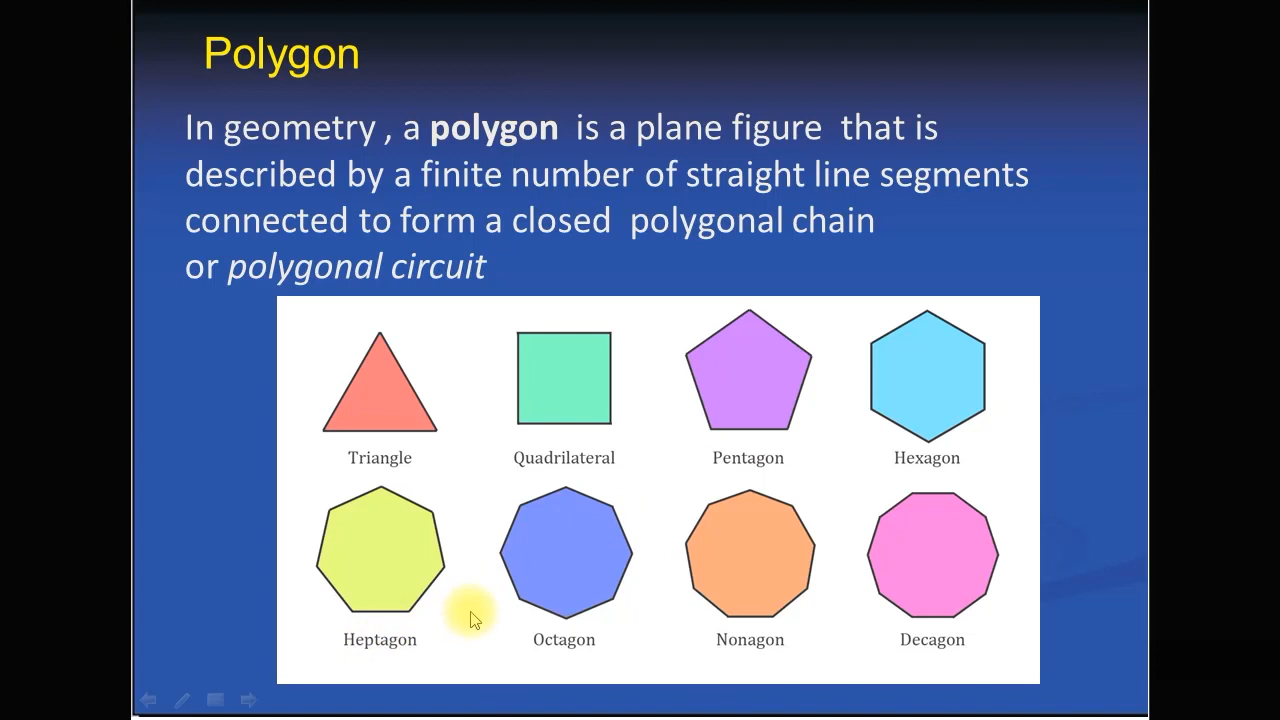 Polygon
In geometry , a polygon is a plane figure that is
described by a finite number of straight line segments
connected to form a closed polygonal chain
or polygonal circuit
Triangle Quadrilateral Pentagon Hexagon
Heptagon Octagon Nonagon Decagon